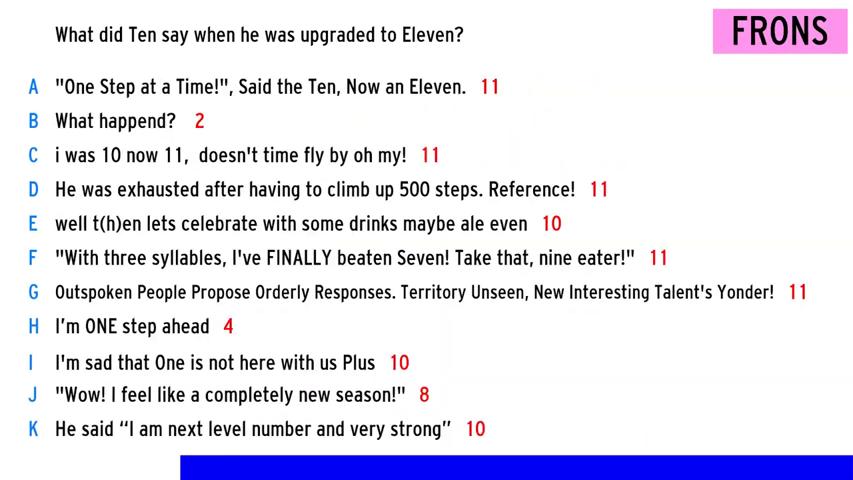 What did Ten say when he was upgraded to Eleven?
FRONS
A "One Step at a Time!", Said the Ten, Now an Eleven. 11
B What happend? 2
C i was 10 now 11, doesn't time fly by oh my! 11
D He was exhausted after having to climb up 500 steps. Reference! 11
E well t(h)en lets celebrate with some drinks maybe ale even 10
F "With three syllables, I've FINALLY beaten Seven! Take that, nine eater!" 11
G Outspoken People Propose Orderly Responses. Territory Unseen, New Interesting Talent's Yonder! 11
H I’m ONE step ahead 4
I I'm sad that One is not here with us Plus 10
J "Wow! I feel like a completely new season!" 8
K He said “I am next level number and very strong” 10